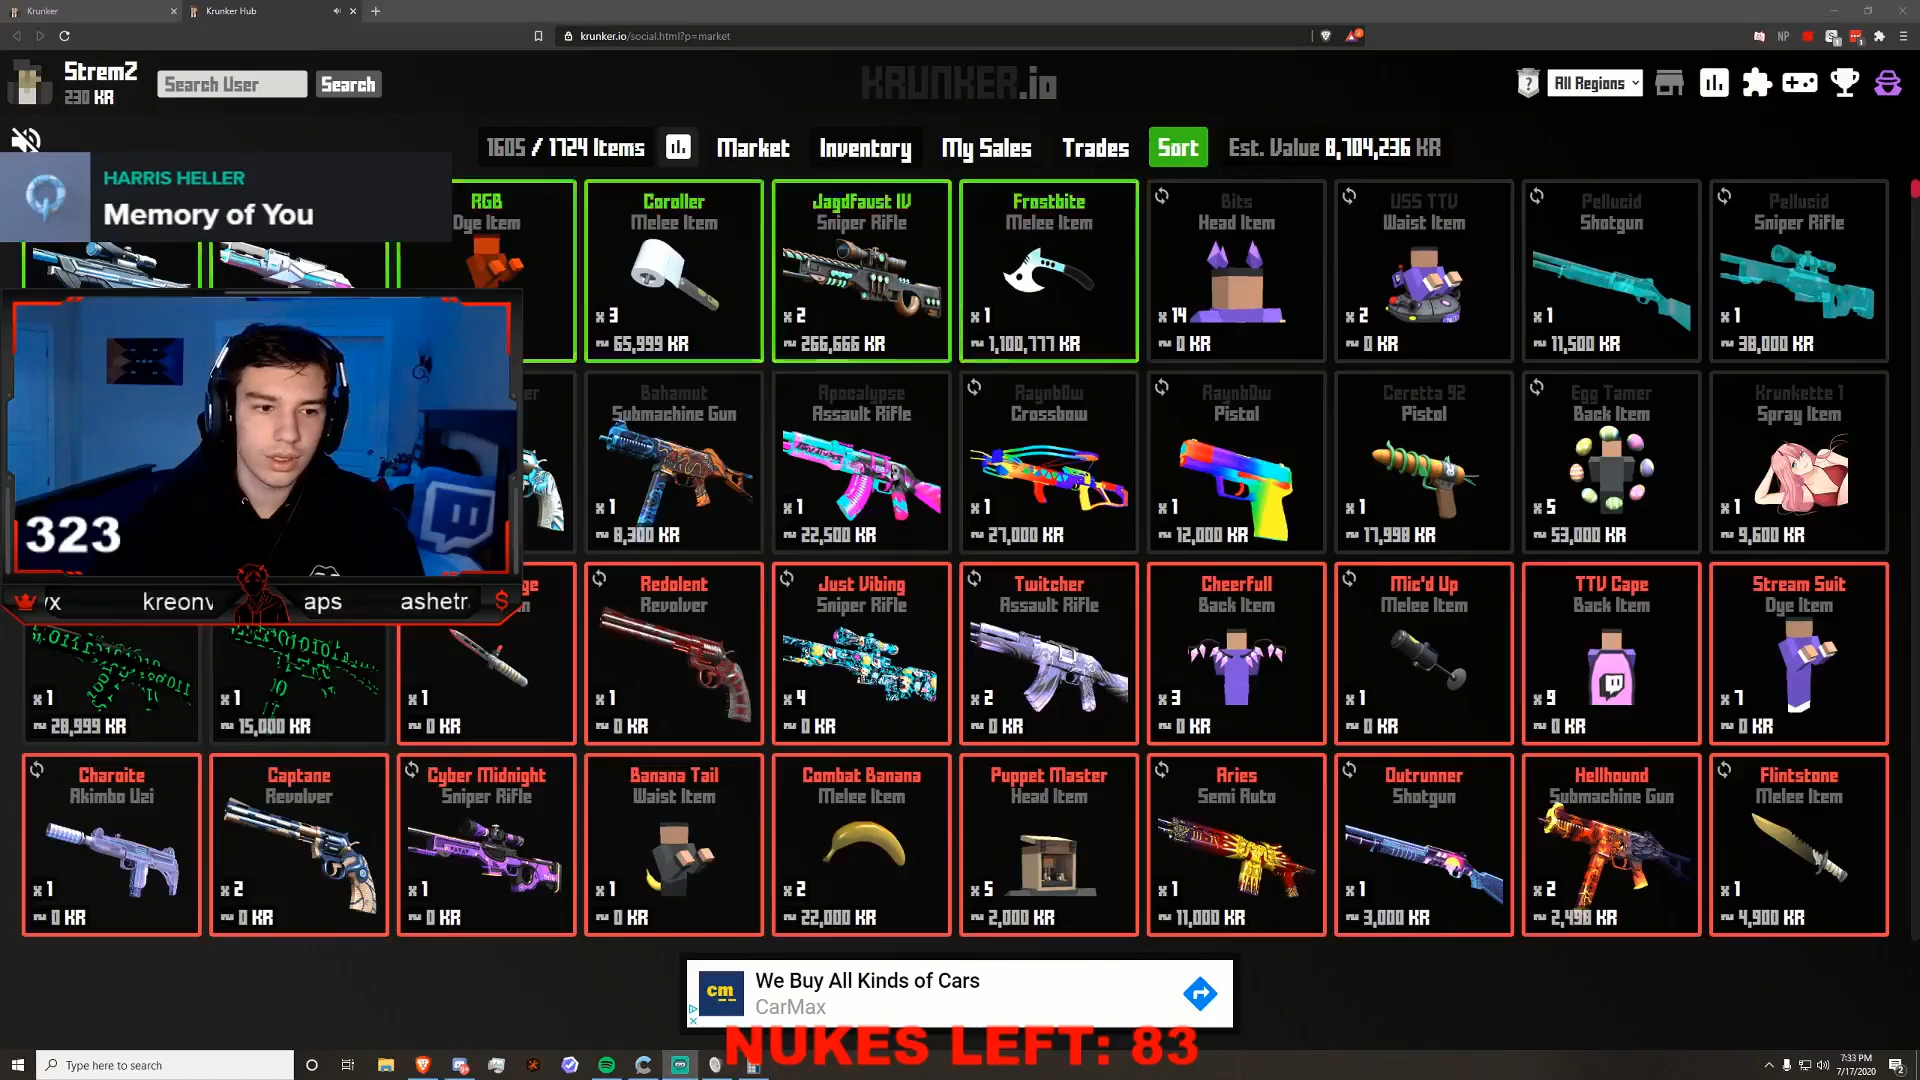 Krunker
Krunker Hub
krunker.io/social.html?p=market
NP
StremZ
230 KR
Search User
Search
KRUNKER.io
All Regions
1605 / 1724 Items
Market
Inventory
My Sales
Trades
Sort
Est. Value 8,704,236 KR
HARRIS HELLER
Memory of You
RGB
Dye Item
Coroller
Melee Item
x 3
~ 65,999 KR
Jagdfaust IV
Sniper Rifle
x 2
~ 266,666 KR
Frostbite
Melee Item
x 1
~ 1,100,777 KR
Bits
Head Item
x 14
~ 0 KR
USS TTV
Waist Item
x 2
~ 0 KR
Pellucid
Shotgun
x 1
~ 11,500 KR
Pellucid
Sniper Rifle
x 1
~ 38,000 KR
Bahamut
Submachine Gun
x 1
~ 8,300 KR
Apocalypse
Assault Rifle
x 1
~ 22,500 KR
Raynb0w
Crossbow
x 1
~ 27,000 KR
Raynb0w
Pistol
x 1
~ 12,000 KR
Ceretta 92
Pistol
x 1
~ 17,998 KR
Egg Tamer
Back Item
x 5
~ 53,000 KR
Krunkette 1
Spray Item
x 1
~ 9,600 KR
323
kreonv
aps
ashetr
x 1
~ 28,999 KR
x 1
~ 15,000 KR
x 1
~ 0 KR
Redolent
Revolver
x 1
~ 0 KR
Just Vibing
Sniper Rifle
x 4
~ 0 KR
Twitcher
Assault Rifle
x 2
~ 0 KR
Cheerfull
Back Item
x 3
~ 0 KR
Mic'd Up
Melee Item
x 1
~ 0 KR
TTV Cape
Back Item
x 9
~ 0 KR
Stream Suit
Dye Item
x 7
~ 0 KR
Charoite
Akimbo Uzi
x 1
~ 0 KR
Captane
Revolver
x 2
~ 0 KR
Cyber Midnight
Sniper Rifle
x 1
~ 0 KR
Banana Tail
Waist Item
x 1
~ 0 KR
Combat Banana
Melee Item
x 2
~ 22,000 KR
Puppet Master
Head Item
x 5
~ 2,000 KR
Aries
Semi Auto
x 1
~ 11,000 KR
Outrunner
Shotgun
x 1
~ 3,000 KR
Hellhound
Submachine Gun
x 2
~ 2,498 KR
Flintstone
Melee Item
x 1
~ 4,900 KR
cm
We Buy All Kinds of Cars
CarMax
NUKES LEFT: 83
Type here to search
7:33 PM
7/17/2020